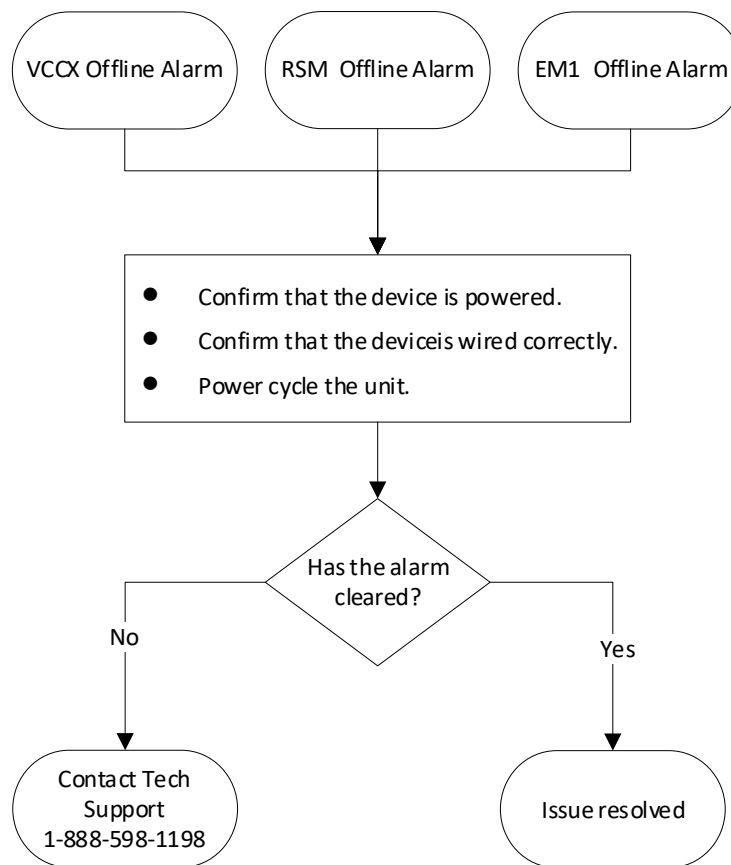 VCCX Offline Alarm
RSM Offline Alarm
EM1 Offline Alarm
● Confirm that the device is powered.
● Confirm that the deviceis wired correctly.
● Power cycle the unit.
Has the alarm
cleared?
No
Yes
Contact Tech
Support
1-888-598-1198
Issue resolved